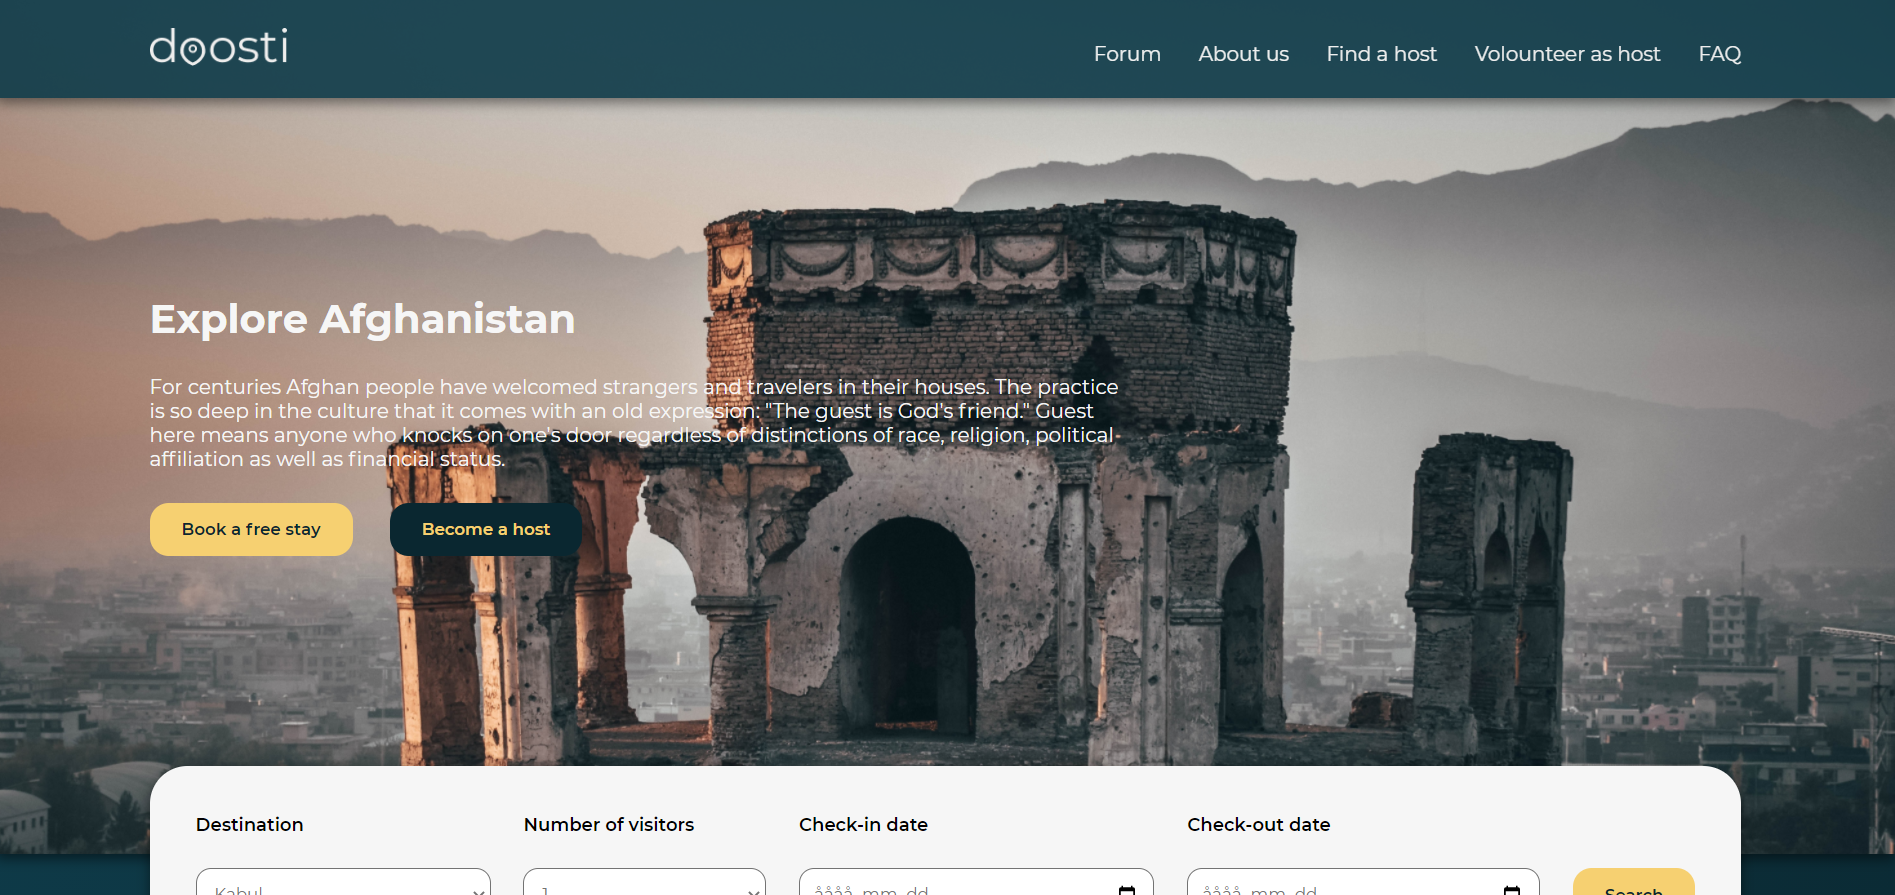 doosti
Forum About us Find a host Volounteer as host FAQ
Explore Afghanistan
For centuries Afghan people have welcomed strangers and travelers in their houses. The practice
is so deep in the culture that it comes with an old expression: "The guest is God's friend." Guest
here means anyone who knocks on one's door regardless of distinctions of race, religion, political
affiliation as well as financial status.
Book a free stay Become a host
Destination Number of visitors Check-in date Check-out date
Kabul 1 åååå-mm-dd åååå-mm-dd Search